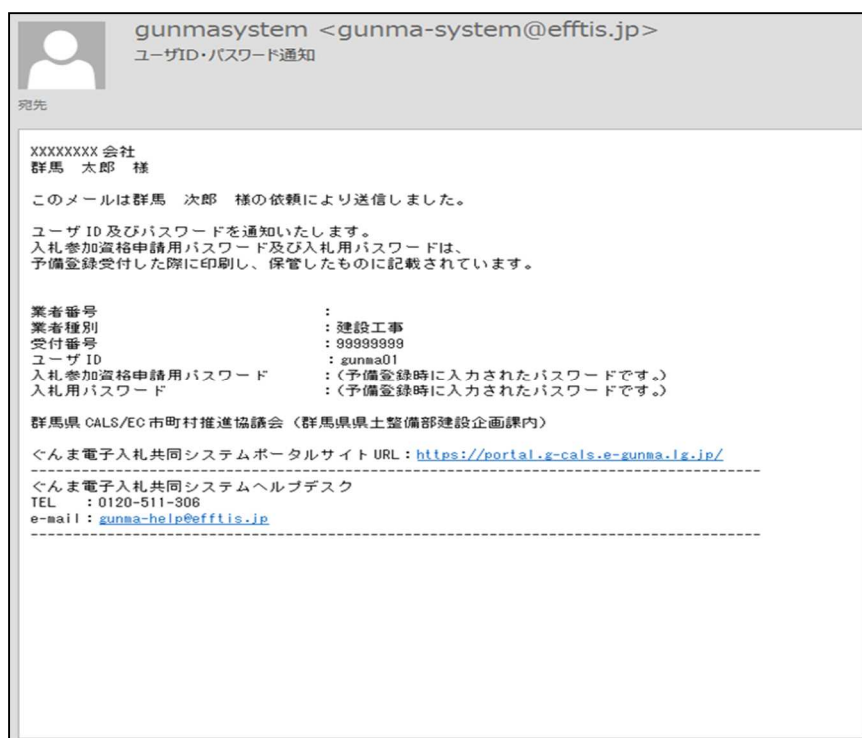 gunmasystem <gunma-system@efftis.jp>
ユーザID・パスワード通知
宛先
XXXXXXXX 会社
群馬　太郎　様
このメールは群馬　次郎　様の依頼により送信しました。
ユーザ ID 及びパスワードを通知いたします。
入札参加資格申請用パスワード及び入札用パスワードは、
予備登録受付した際に印刷し、保管したものに記載されています。
業者番号　：
業者種別　：建設工事
受付番号　：99999999
ユーザ ID　：gunma01
入札参加資格申請用パスワード　：（予備登録時に入力されたパスワードです。）
入札用パスワード　：（予備登録時に入力されたパスワードです。）
群馬県 CALS/EC 市町村推進協議会（群馬県県土整備部建設企画課内）
ぐんま電子入札共同システムポータルサイト URL：https://portal.g-cals.e-gunma.lg.jp/
--------------------------------------------------------------------------------------
ぐんま電子入札共同システムヘルプデスク
TEL　：0120-511-306
e-mail：gunma-help@efftis.jp
--------------------------------------------------------------------------------------